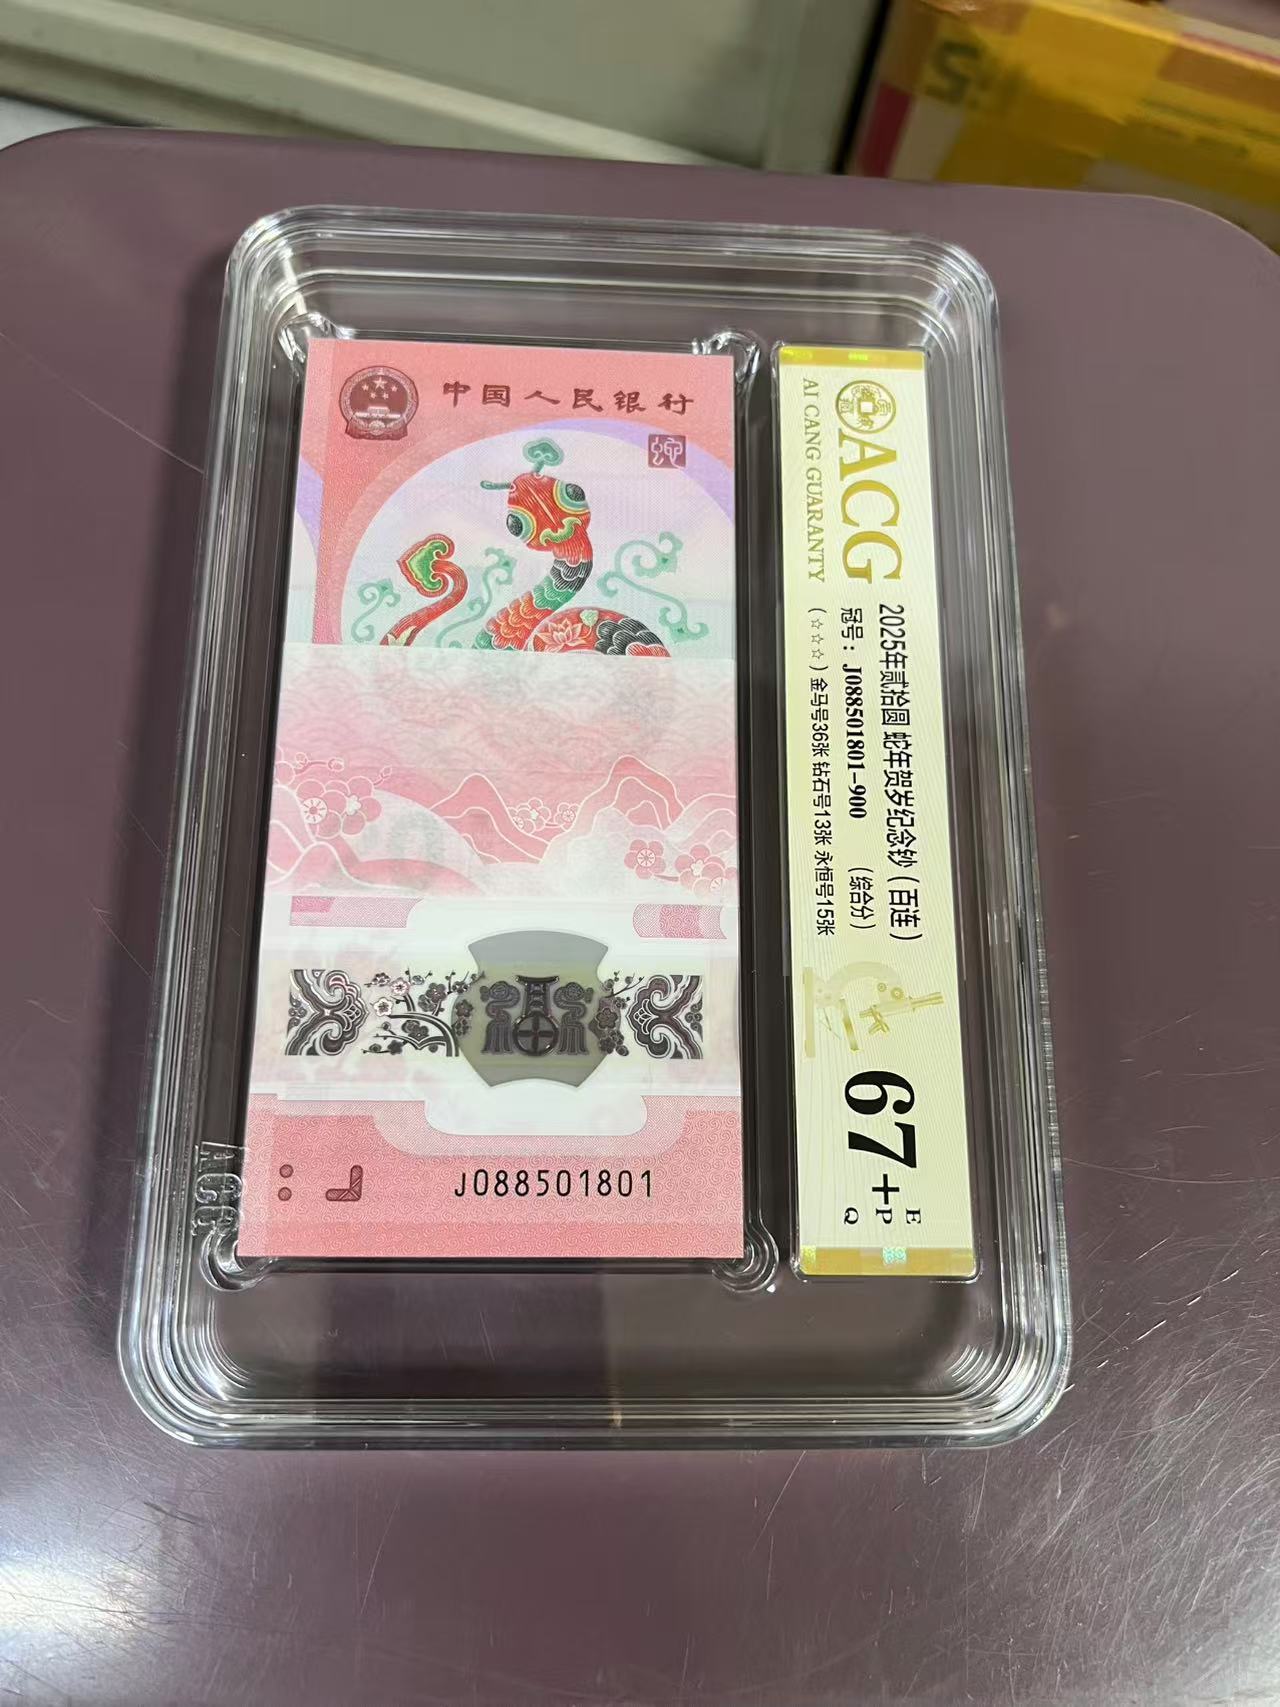 中国人民银行
福
J088501801
ACG
ACG
AI CANG GUARANTY
2025年贰拾圆 蛇年贺岁纪念钞（百连）
冠号：J088501801-900 （综合分）
（☆☆☆）金马号36张 钻石号13张 永恒号15张
67+
E
P
Q